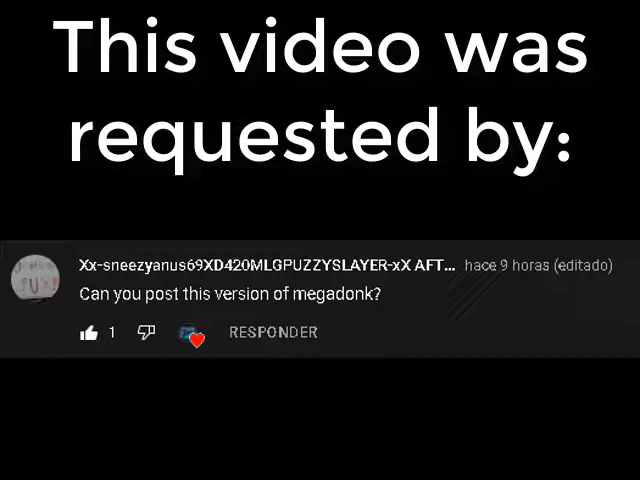 This video was
requested by:
Xx-sneezyanus69XD420MLGPUZZYSLAYER-xX AFT... hace 9 horas (editado)
Can you post this version of megadonk?
1 RESPONDER